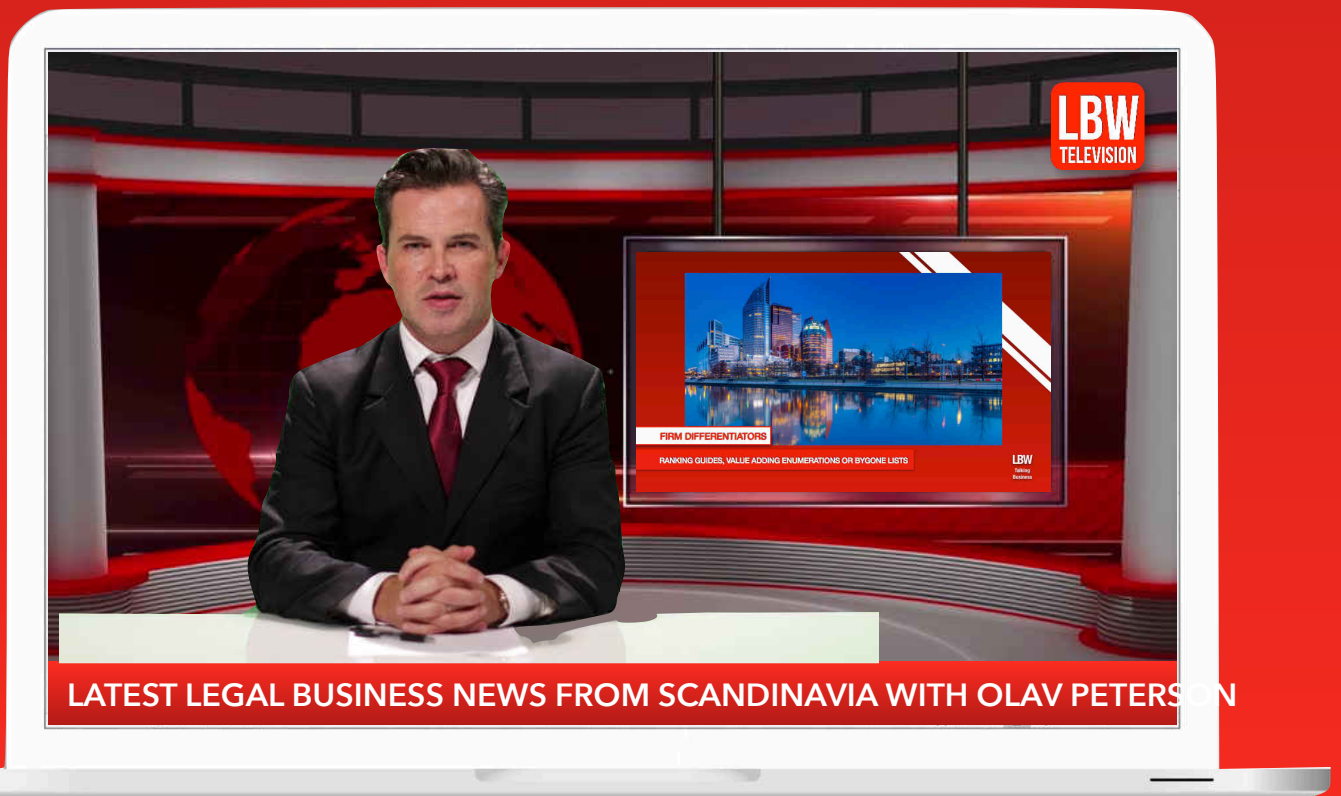 LBW
TELEVISION
FIRM DIFFERENTIATORS
RANKING GUIDES, VALUE ADDING ENUMERATIONS OR BYGONE LISTS
LBW
Talking
Business
LATEST LEGAL BUSINESS NEWS FROM SCANDINAVIA WITH OLAV PETERSON